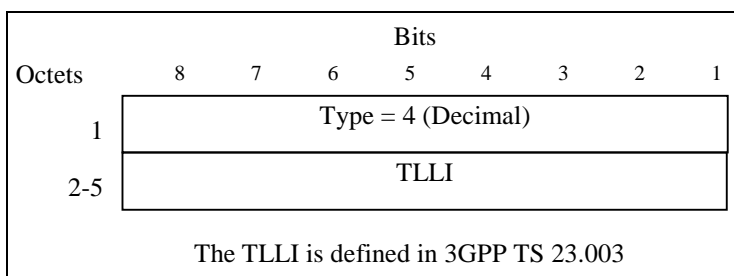 Bits
Octets 8 7 6 5 4 3 2 1
1 Type = 4 (Decimal)
2-5 TLLI
The TLLI is defined in 3GPP TS 23.003